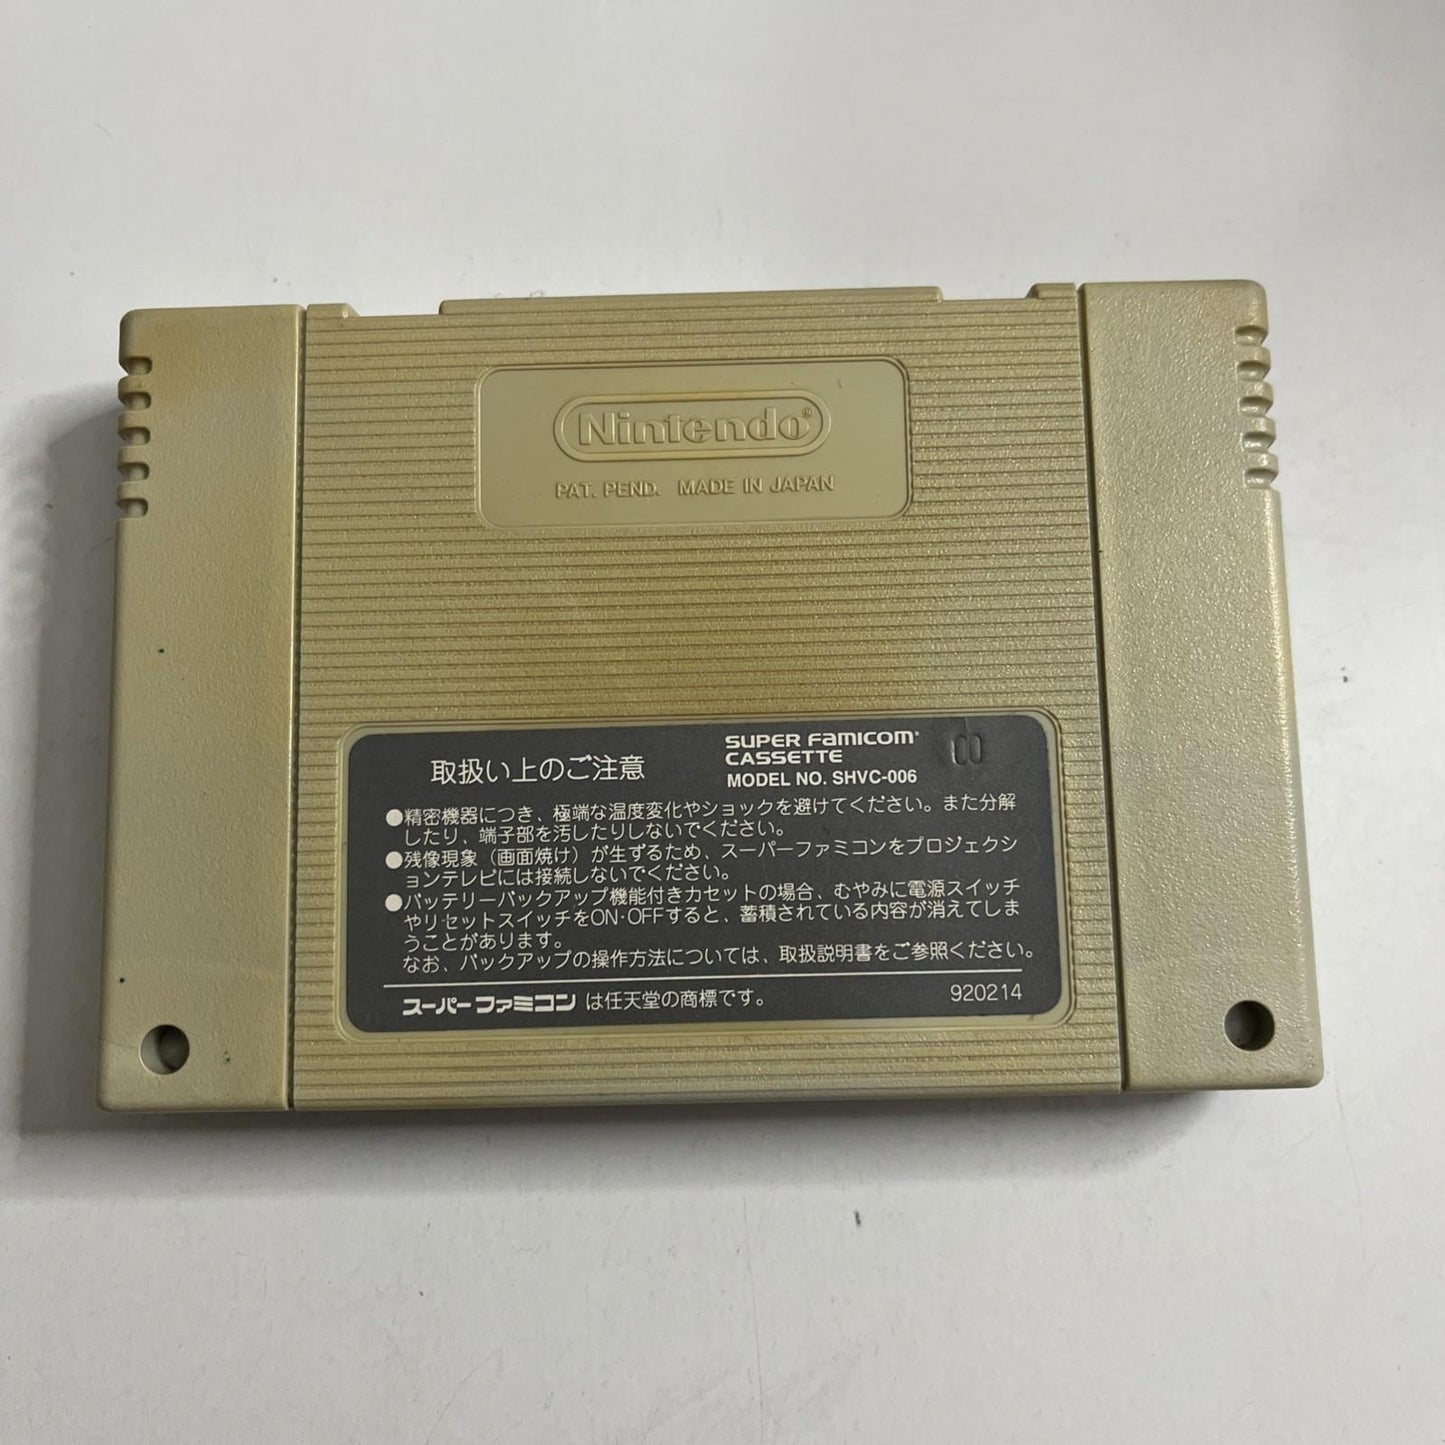 Nintendo®
PAT. PEND. MADE IN JAPAN
取扱い上のご注意
SUPER FAMICOM®
CASSETTE
MODEL NO. SHVC-006
00
●精密機器につき、極端な温度変化やショックを避けてください。また分解
したり、端子部を汚したりしないでください。
●残像現象(画面焼け)が生ずるため、スーパーファミコンをプロジェクシ
ョンテレビには接続しないでください。
●バッテリーバックアップ機能付きカセットの場合、むやみに電源スイッチ
やリセットスイッチをON・OFFすると、蓄積されている内容が消えてしま
うことがあります。
なお、バックアップの操作方法については、取扱説明書をご参照ください。
スーパーファミコン は任天堂の商標です。
920214